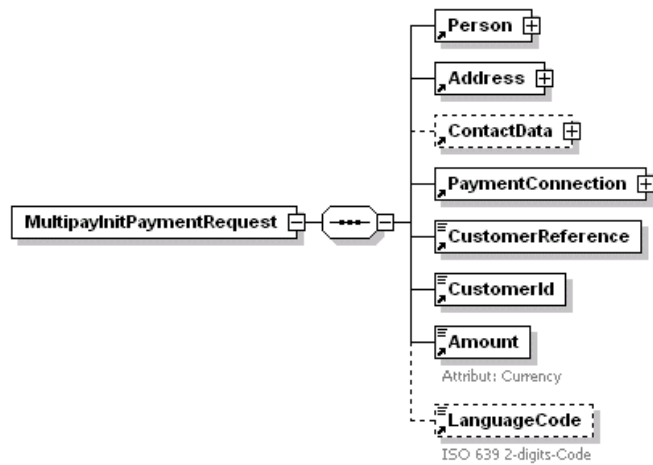 Person
Address
ContactData
PaymentConnection
MultipayInitPaymentRequest
CustomerReference
CustomerId
Amount
Attribut: Currency
LanguageCode
ISO 639 2-digits-Code